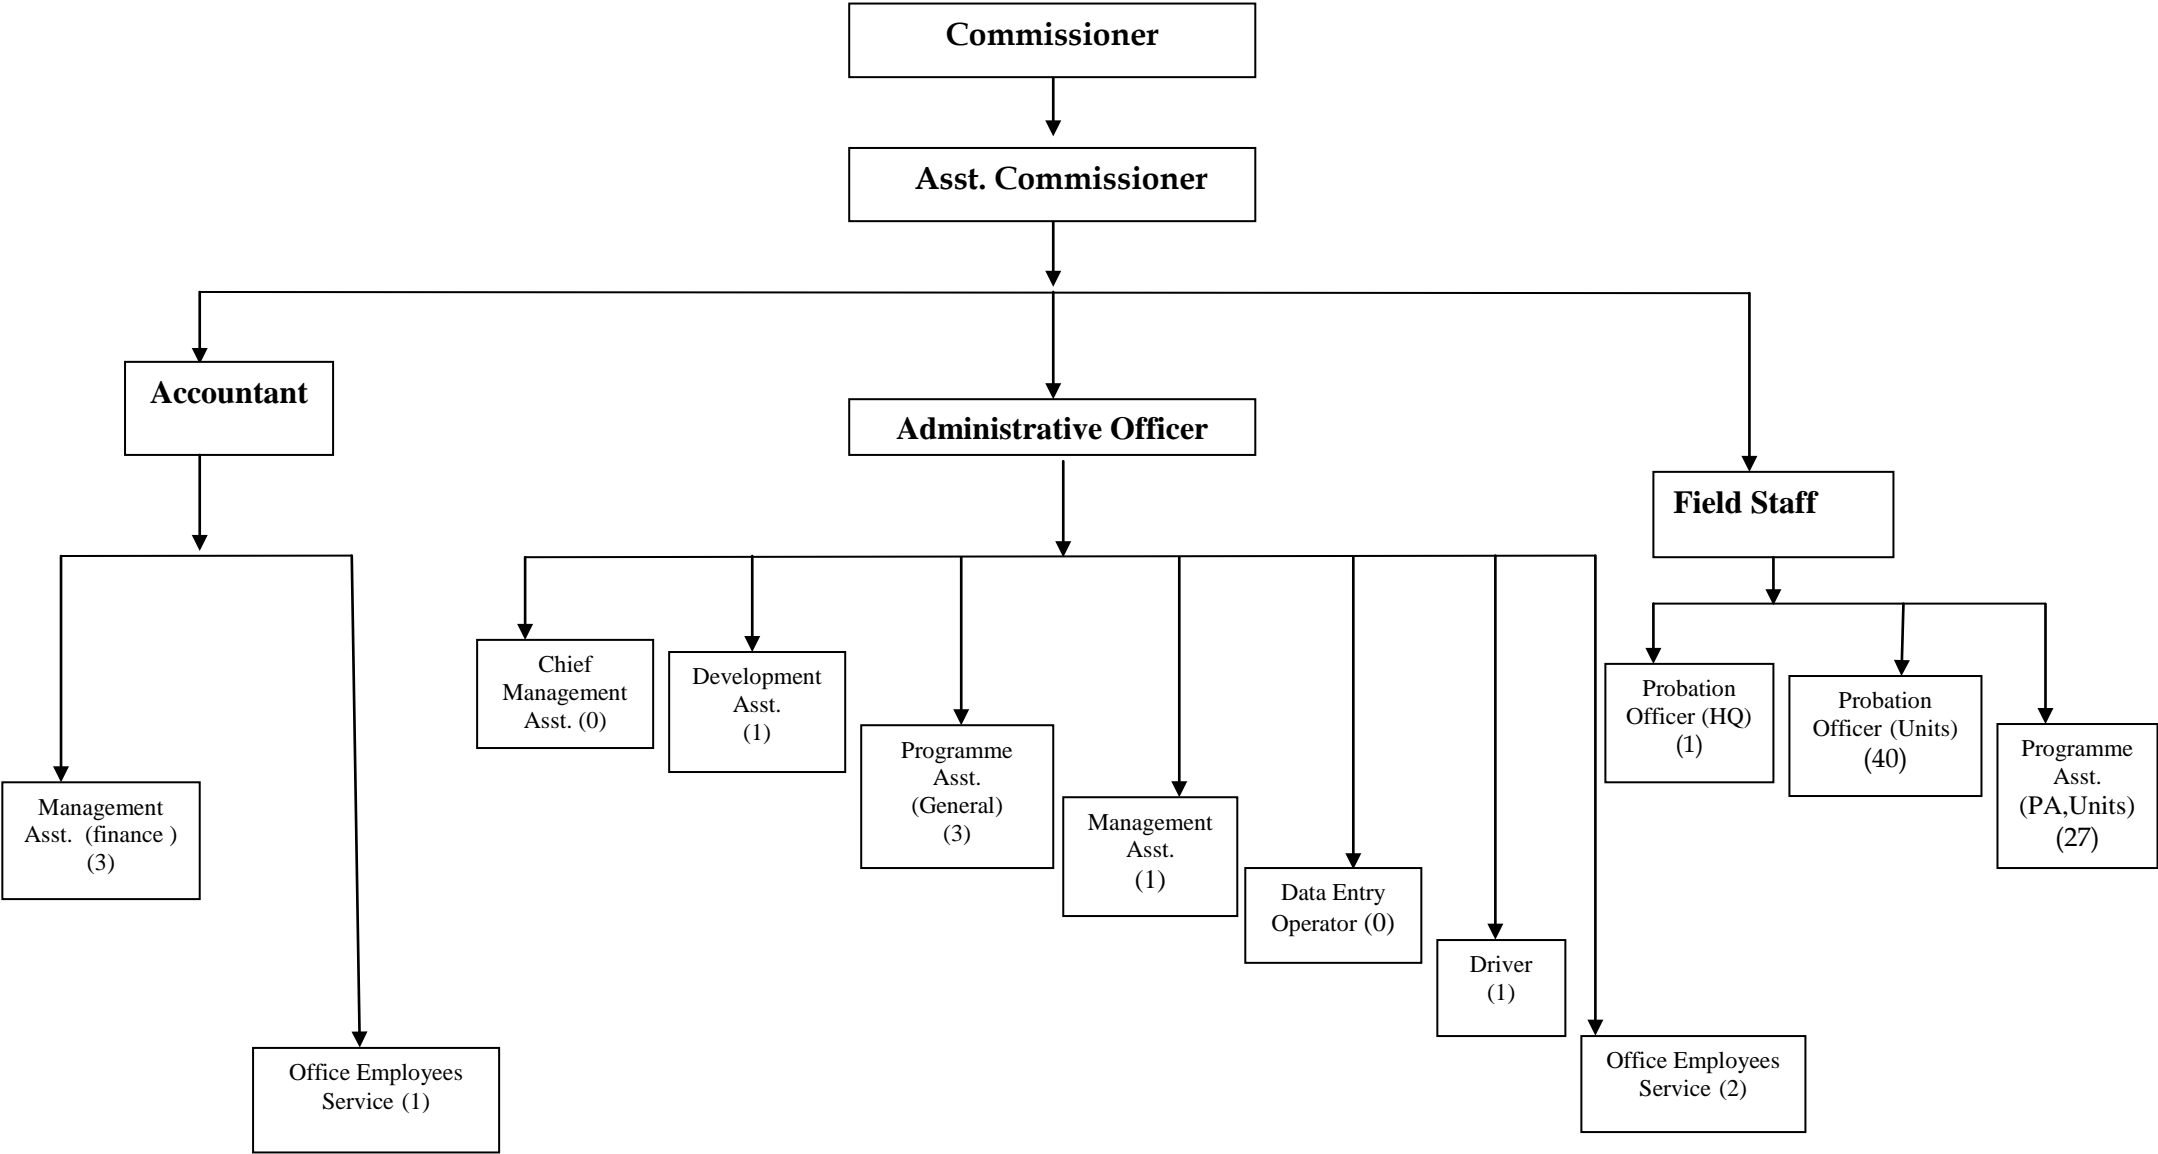 Commissioner
Asst. Commissioner
Accountant
Administrative Officer
Field Staff
Management
Asst. (finance )
(3)
Office Employees
Service (1)
Chief
Management
Asst. (0)
Development
Asst.
(1)
Programme
Asst.
(General)
(3)
Management
Asst.
(1)
Data Entry
Operator (0)
Driver
(1)
Office Employees
Service (2)
Probation
Officer (HQ)
(1)
Probation
Officer (Units)
(40)
Programme
Asst.
(PA,Units)
(27)